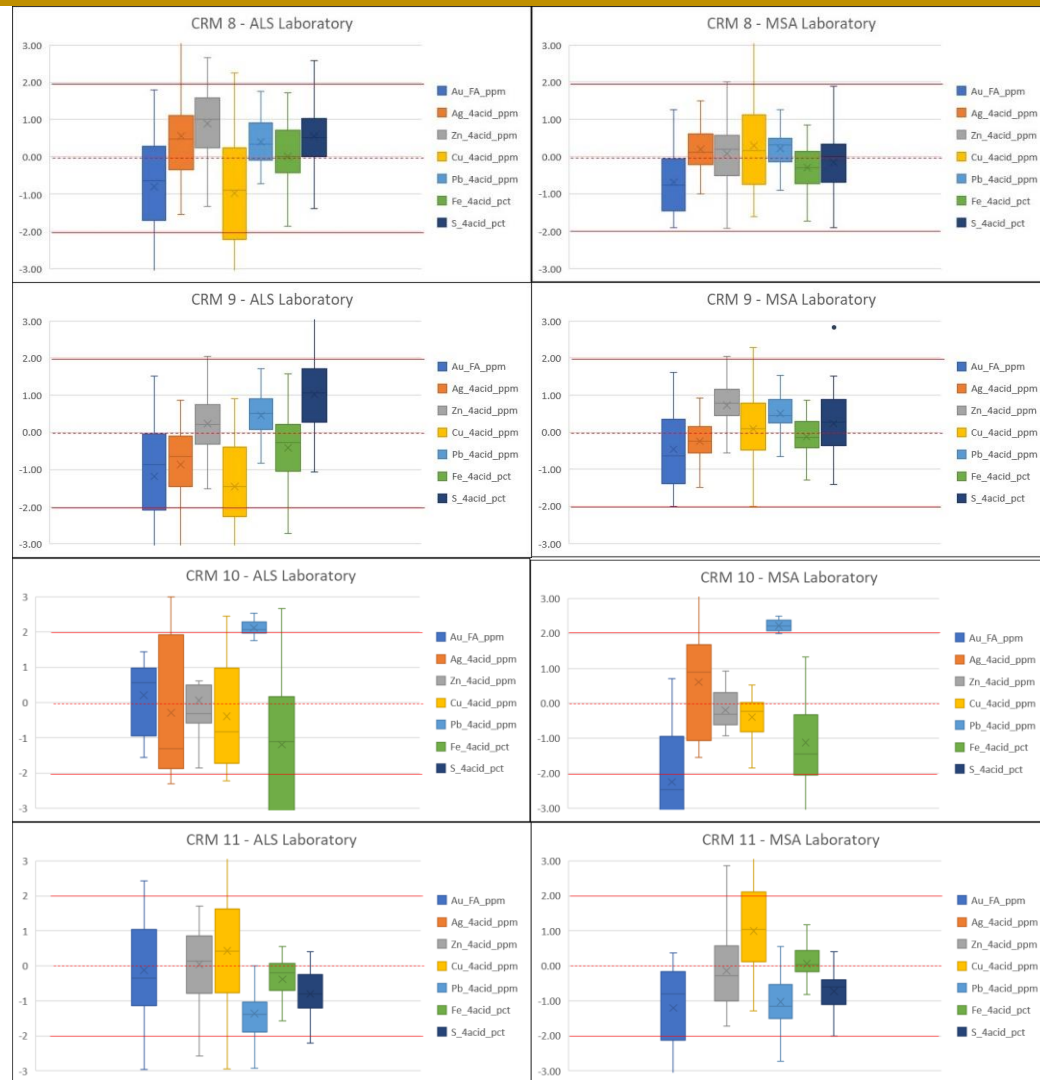 CRM 8 - ALS Laboratory
3.00
2.00
1.00
0.00
-1.00
-2.00
-3.00
Au_FA_ppm
Ag_4acid_ppm
Zn_4acid_ppm
Cu_4acid_ppm
Pb_4acid_ppm
Fe_4acid_pct
S_4acid_pct
CRM 8 - MSA Laboratory
3.00
2.00
1.00
0.00
-1.00
-2.00
-3.00
Au_FA_ppm
Ag_4acid_ppm
Zn_4acid_ppm
Cu_4acid_ppm
Pb_4acid_ppm
Fe_4acid_pct
S_4acid_pct
CRM 9 - ALS Laboratory
3.00
2.00
1.00
0.00
-1.00
-2.00
-3.00
Au_FA_ppm
Ag_4acid_ppm
Zn_4acid_ppm
Cu_4acid_ppm
Pb_4acid_ppm
Fe_4acid_pct
S_4acid_pct
CRM 9 - MSA Laboratory
3.00
2.00
1.00
0.00
-1.00
-2.00
-3.00
Au_FA_ppm
Ag_4acid_ppm
Zn_4acid_ppm
Cu_4acid_ppm
Pb_4acid_ppm
Fe_4acid_pct
S_4acid_pct
CRM 10 - ALS Laboratory
3
2
1
0
-1
-2
-3
Au_FA_ppm
Ag_4acid_ppm
Zn_4acid_ppm
Cu_4acid_ppm
Pb_4acid_ppm
Fe_4acid_pct
S_4acid_pct
CRM 10 - MSA Laboratory
3.00
2.00
1.00
0.00
-1.00
-2.00
-3.00
Au_FA_ppm
Ag_4acid_ppm
Zn_4acid_ppm
Cu_4acid_ppm
Pb_4acid_ppm
Fe_4acid_pct
S_4acid_pct
CRM 11 - ALS Laboratory
3
2
1
0
-1
-2
-3
Au_FA_ppm
Ag_4acid_ppm
Zn_4acid_ppm
Cu_4acid_ppm
Pb_4acid_ppm
Fe_4acid_pct
S_4acid_pct
CRM 11 - MSA Laboratory
3.00
2.00
1.00
0.00
-1.00
-2.00
-3.00
Au_FA_ppm
Ag_4acid_ppm
Zn_4acid_ppm
Cu_4acid_ppm
Pb_4acid_ppm
Fe_4acid_pct
S_4acid_pct